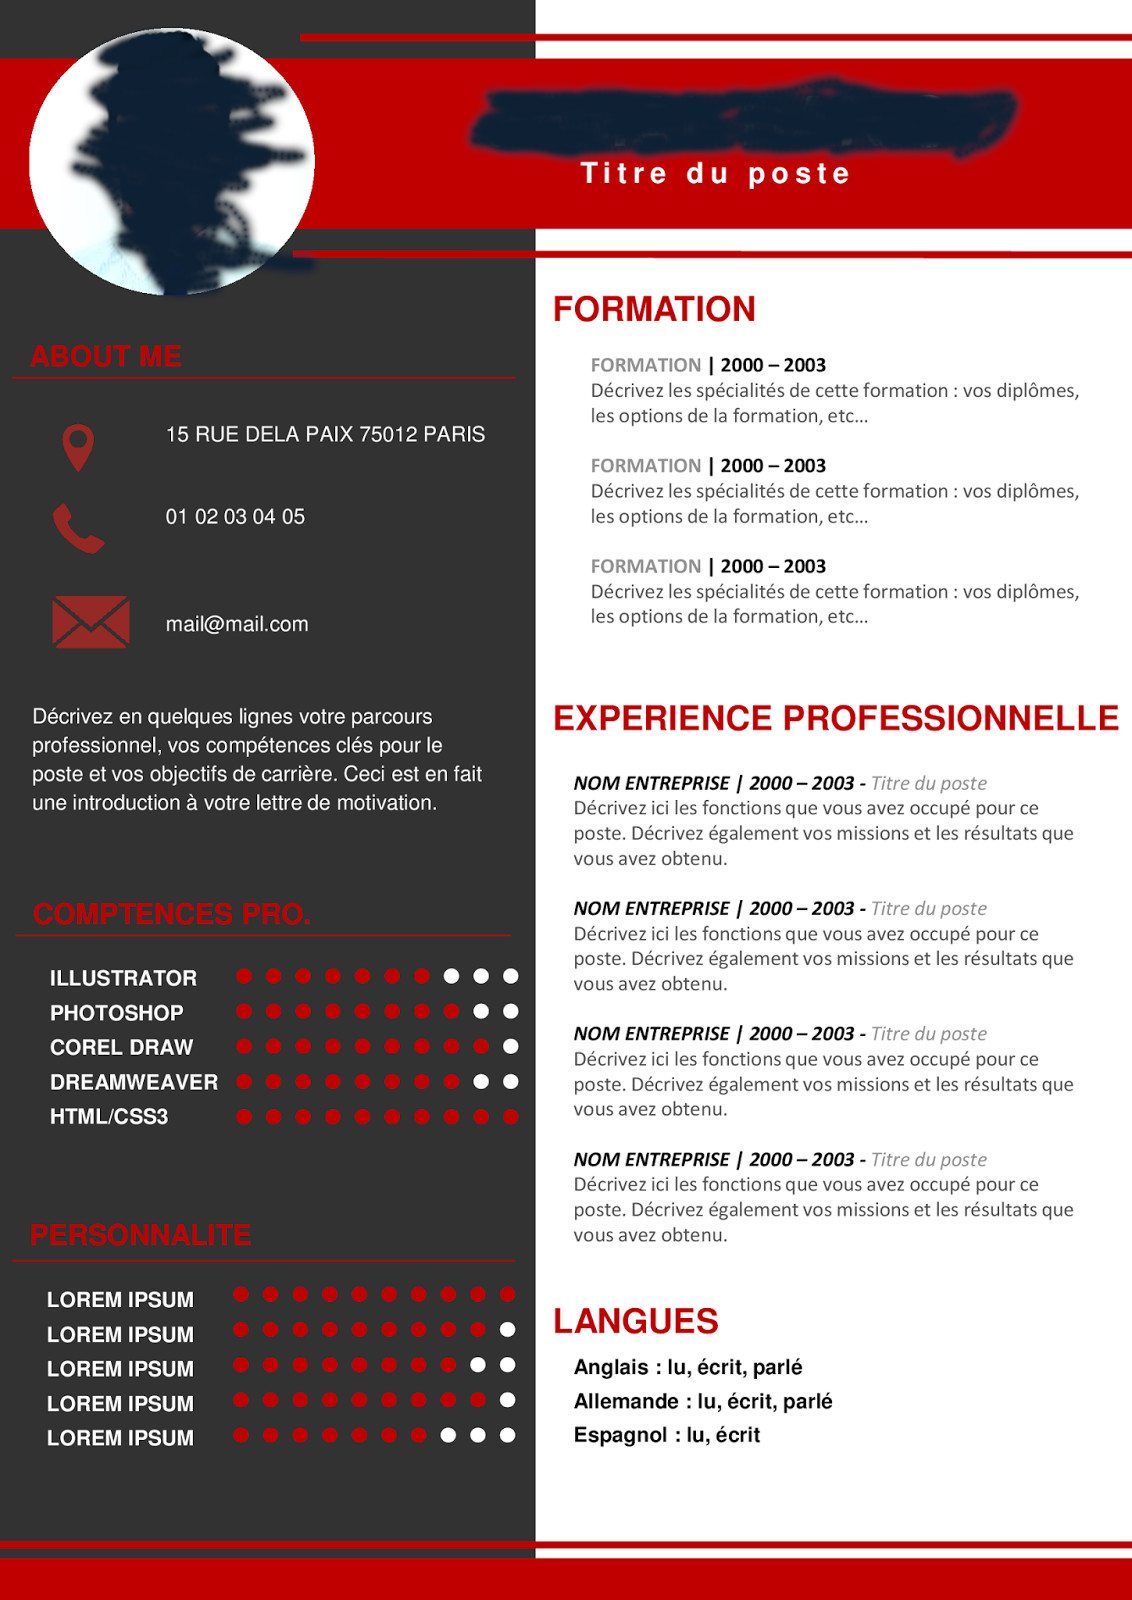 Titre du poste
ABOUT ME
15 RUE DELA PAIX 75012 PARIS
01 02 03 04 05
mail@mail.com
Décrivez en quelques lignes votre parcours
professionnel, vos compétences clés pour le
poste et vos objectifs de carrière. Ceci est en fait
une introduction à votre lettre de motivation.
COMPTENCES PRO.
ILLUSTRATOR
PHOTOSHOP
COREL DRAW
DREAMWEAVER
HTML/CSS3
PERSONNALITE
LOREM IPSUM
LOREM IPSUM
LOREM IPSUM
LOREM IPSUM
LOREM IPSUM
FORMATION
FORMATION | 2000 – 2003
Décrivez les spécialités de cette formation : vos diplômes,
les options de la formation, etc…
FORMATION | 2000 – 2003
Décrivez les spécialités de cette formation : vos diplômes,
les options de la formation, etc…
FORMATION | 2000 – 2003
Décrivez les spécialités de cette formation : vos diplômes,
les options de la formation, etc…
EXPERIENCE PROFESSIONNELLE
NOM ENTREPRISE | 2000 – 2003 - Titre du poste
Décrivez ici les fonctions que vous avez occupé pour ce
poste. Décrivez également vos missions et les résultats que
vous avez obtenu.
NOM ENTREPRISE | 2000 – 2003 - Titre du poste
Décrivez ici les fonctions que vous avez occupé pour ce
poste. Décrivez également vos missions et les résultats que
vous avez obtenu.
NOM ENTREPRISE | 2000 – 2003 - Titre du poste
Décrivez ici les fonctions que vous avez occupé pour ce
poste. Décrivez également vos missions et les résultats que
vous avez obtenu.
NOM ENTREPRISE | 2000 – 2003 - Titre du poste
Décrivez ici les fonctions que vous avez occupé pour ce
poste. Décrivez également vos missions et les résultats que
vous avez obtenu.
LANGUES
Anglais : lu, écrit, parlé
Allemande : lu, écrit, parlé
Espagnol : lu, écrit